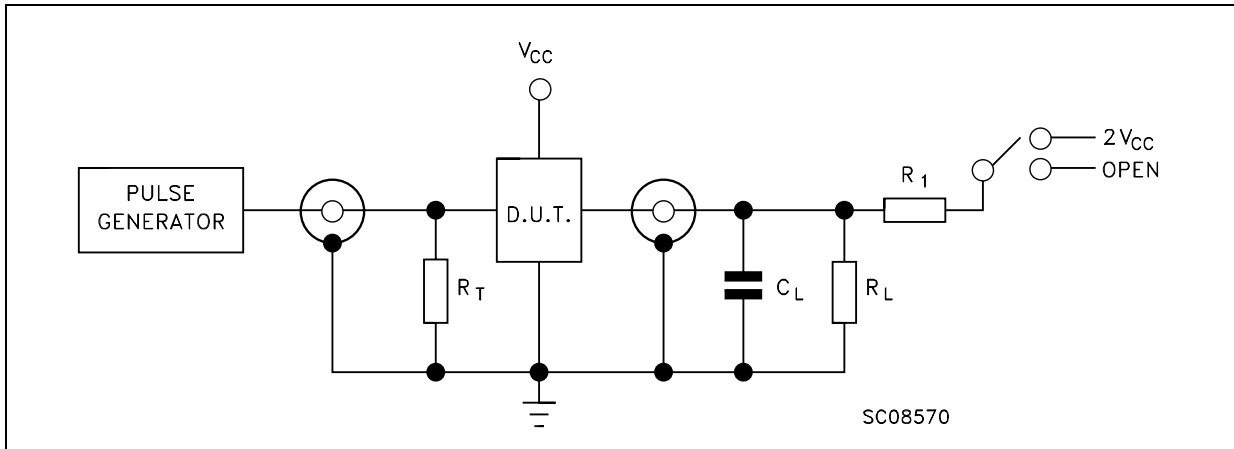 VCC
PULSE
GENERATOR
D.U.T.
RT
CL
RL
R1
2VCC
OPEN
SC08570